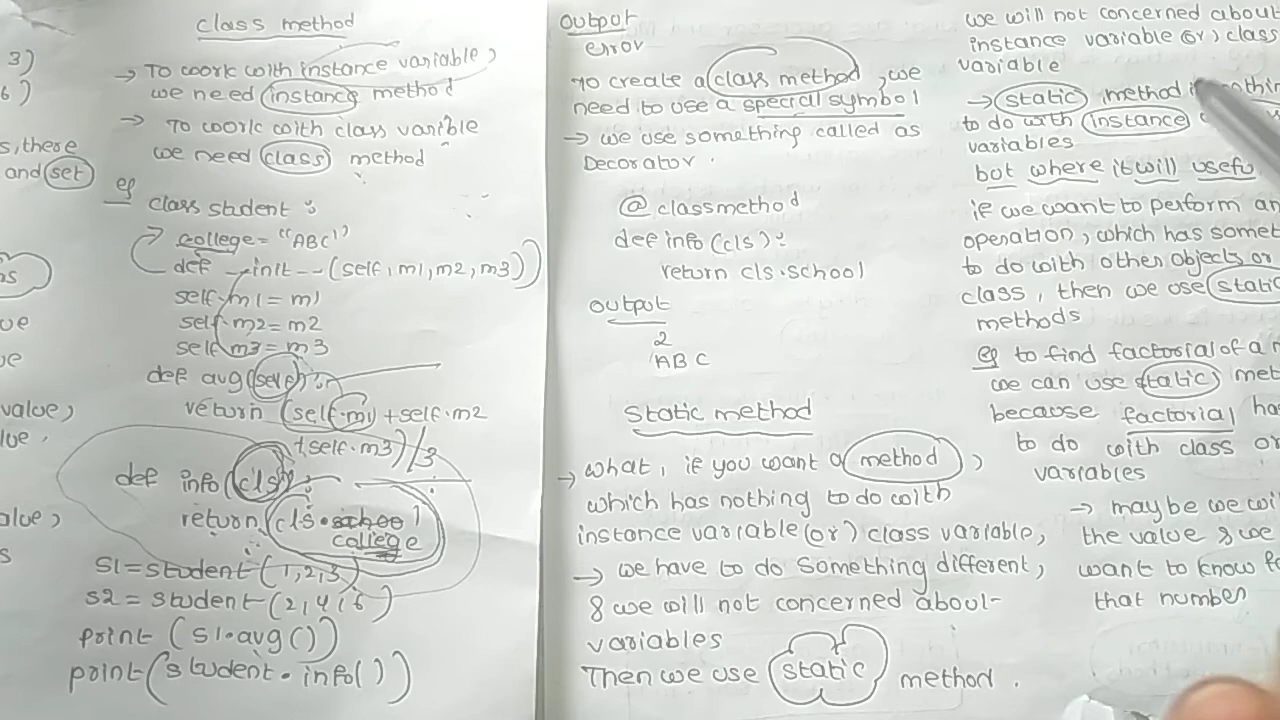 3)
6)
s, there
and set
ue
value,
lue.
alue,
s
class method
→ To work with instance variable,
we need instance method
→ To work with class varible
we need class method
eg
class student :
college = "ABC"
def __init__(self, m1, m2, m3))
self.m1 = m1
self.m2 = m2
self.m3 = m3
def avg(self):
return (self.m1 + self.m2
+ self.m3)/3
def info(cls):
return cls.school
college
S1 = student (1,2,3)
S2 = student (2,4,6)
print (S1.avg())
print (student.info())
output
error
To create a class method, we
need to use a special symbol
→ we use something called as
Decorator.
@classmethod
def info(cls):
return cls.school
output
2
ABC
Static method
→ what, if you want a method,
which has nothing to do with
instance variable (or) class variable,
→ we have to do something different,
& we will not concerned about
variables
Then we use static method.
we will not concerned about
instance variable (or) class
variable
→ static method
to do with instance
variables
bot where it will usefu
if we want to perform an
operation, which has somet
to do with other objects or
class, then we use static
methods
eg to find factorial of a
we can use static met
because factorial ha
to do with class or
variables
→ maybe we wi
the value & we
want to know f
that number